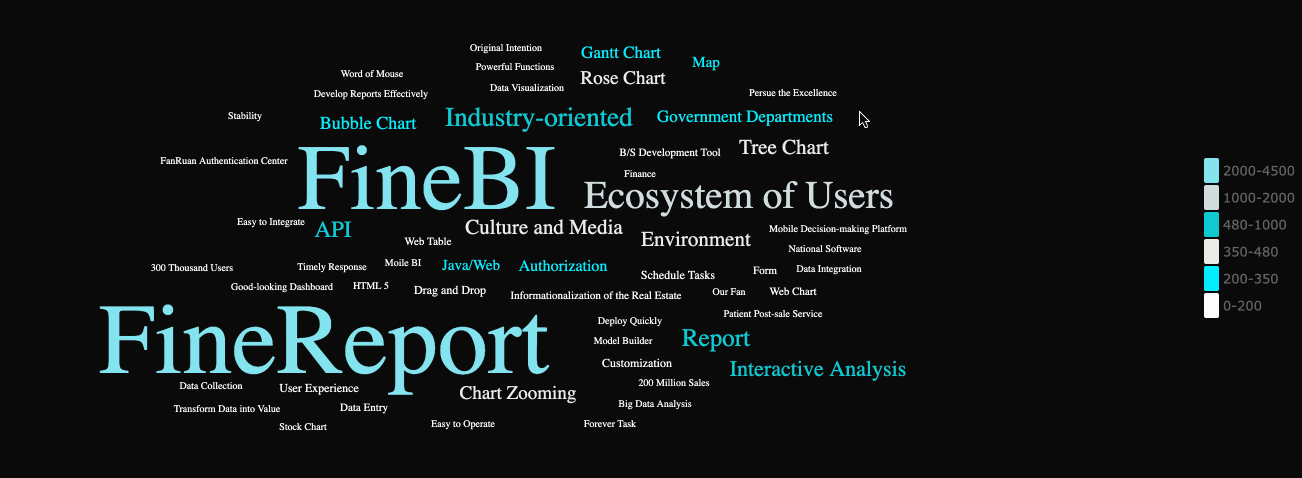 Original Intention
Gantt Chart
Map
Powerful Functions
Word of Mouse
Rose Chart
Data Visualization
Develop Reports Effectively
Persue the Excellence
Stability
Bubble Chart
Industry-oriented
Government Departments
B/S Development Tool
Tree Chart
FanRuan Authentication Center
FineBI
Finance
Ecosystem of Users
Easy to Integrate
API
Culture and Media
Mobile Decision-making Platform
Web Table
Environment
National Software
300 Thousand Users
Timely Response
Moile BI
Java/Web
Authorization
Schedule Tasks
Form
Data Integration
Good-looking Dashboard
HTML 5
Drag and Drop
Informationalization of the Real Estate
Our Fan
Web Chart
Patient Post-sale Service
FineReport
Deploy Quickly
Model Builder
Report
Customization
Interactive Analysis
Data Collection
User Experience
Chart Zooming
200 Million Sales
Transform Data into Value
Data Entry
Big Data Analysis
Stock Chart
Easy to Operate
Forever Task
2000-4500
1000-2000
480-1000
350-480
200-350
0-200